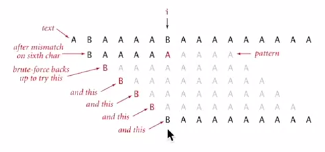 i
text
A B A A A A B A A A A A A A A A
after mismatch
on sixth char
B A A A A A A A A A
pattern
brute-force backs
up to try this
B A A A A A A A A A
and this
B A A A A A A A A A
and this
B A A A A A A A A A
and this
B A A A A A A A A A
and this
B A A A A A A A A A